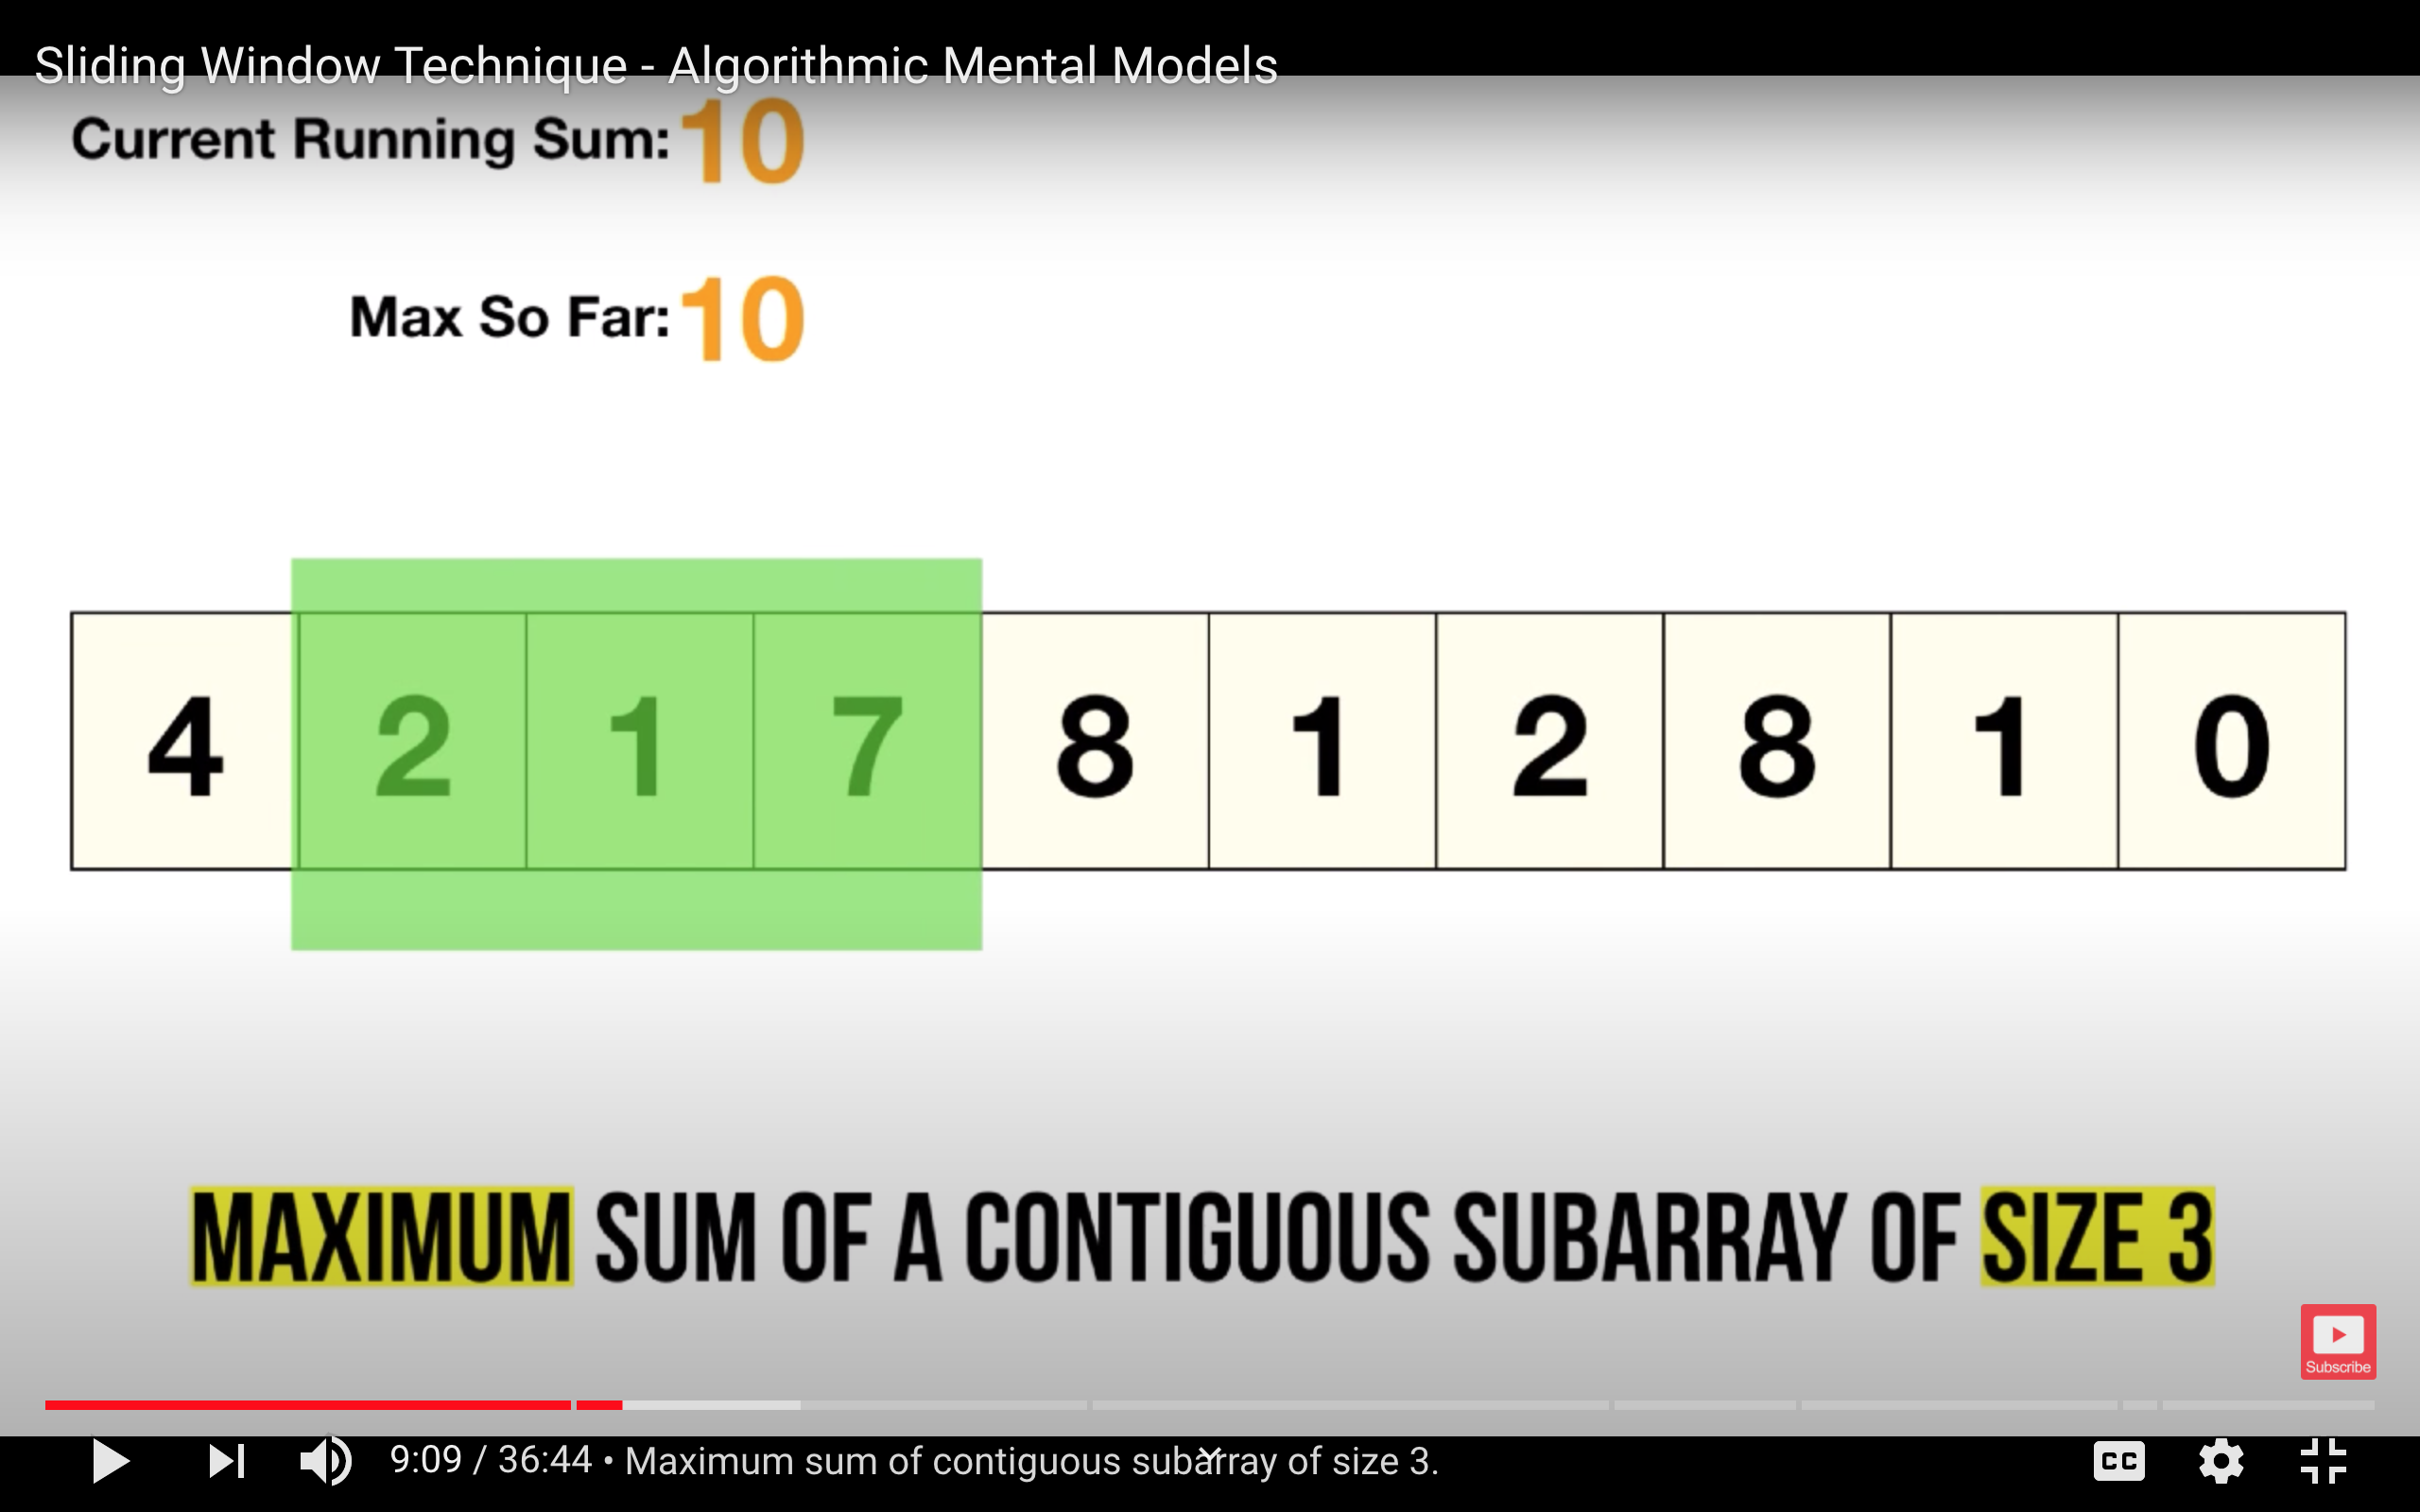 Sliding Window Technique - Algorithmic Mental Models
Current Running Sum: 10
Max So Far: 10
4 2 1 7 8 1 2 8 1 0
MAXIMUM SUM OF A CONTIGUOUS SUBARRAY OF SIZE 3
Subscribe
9:09 / 36:44 • Maximum sum of contiguous subarray of size 3.
CC